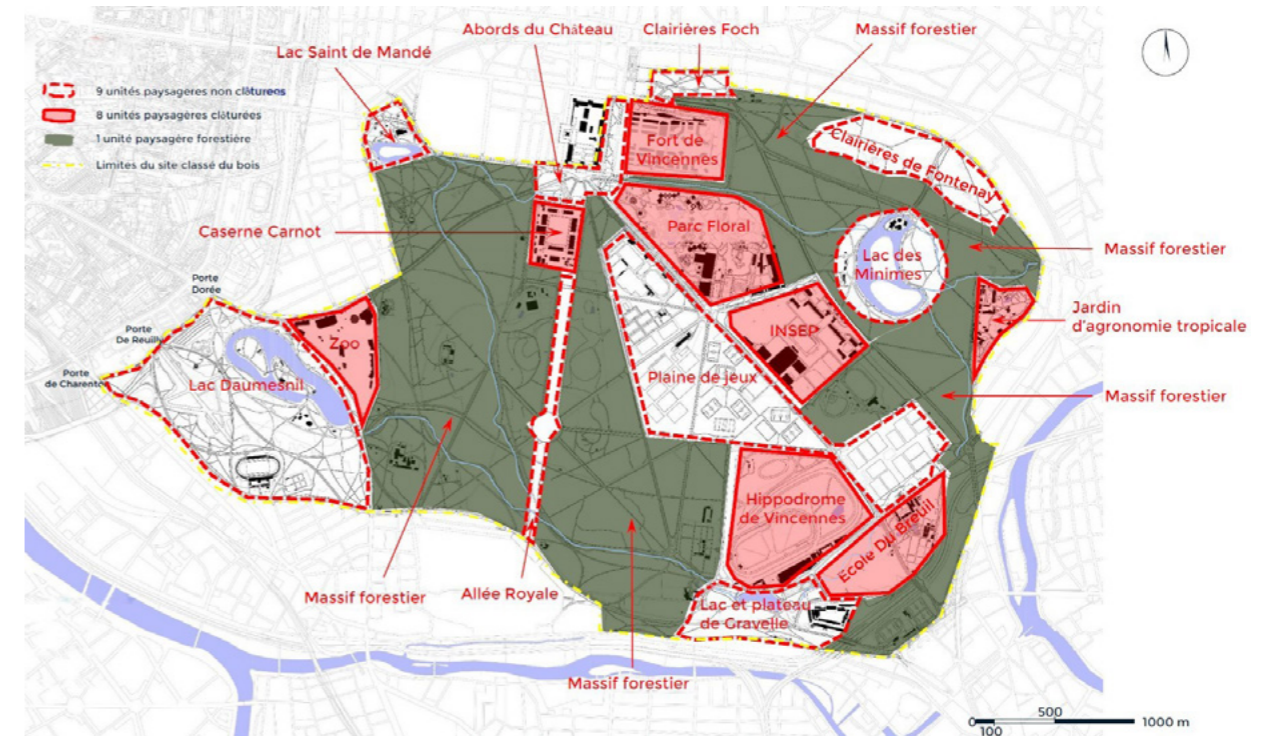 Abords du Château
Clairières Foch
Massif forestier
Lac Saint de Mandé
9 unités paysagères non clôturees
8 unités paysagères clôturées
1 unité paysagère forestière
Limites du site classé du bois
Fort de
Vincennes
Clairières de Fontenay
Caserne Carnot
Parc Floral
Lac des
Minimes
Massif forestier
Porte
Dorée
Porte
De Reuilly
Porte
de Charento
Zoo
Lac Daumesnil
INSEP
Jardin
d'agronomie tropicale
Plaine de jeux
Massif forestier
Hippodrome
de Vincennes
Ecole Du Breuil
Massif forestier
Allée Royale
Lac et plateau
de Gravelle
Massif forestier
0
500
1000 m
100